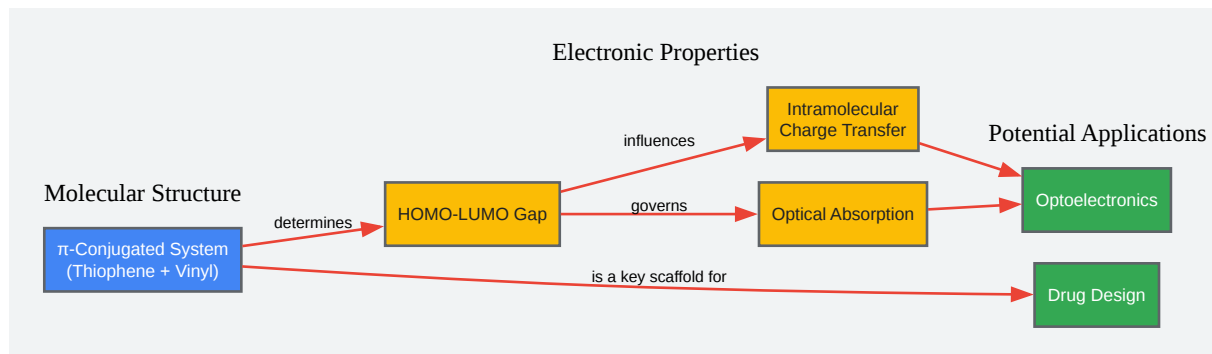 Electronic Properties
Intramolecular
Charge Transfer
influences
Potential Applications
Molecular Structure
HOMO-LUMO Gap
determines
governs
Optical Absorption
Optoelectronics
π-Conjugated System
(Thiophene + Vinyl)
is a key scaffold for
Drug Design